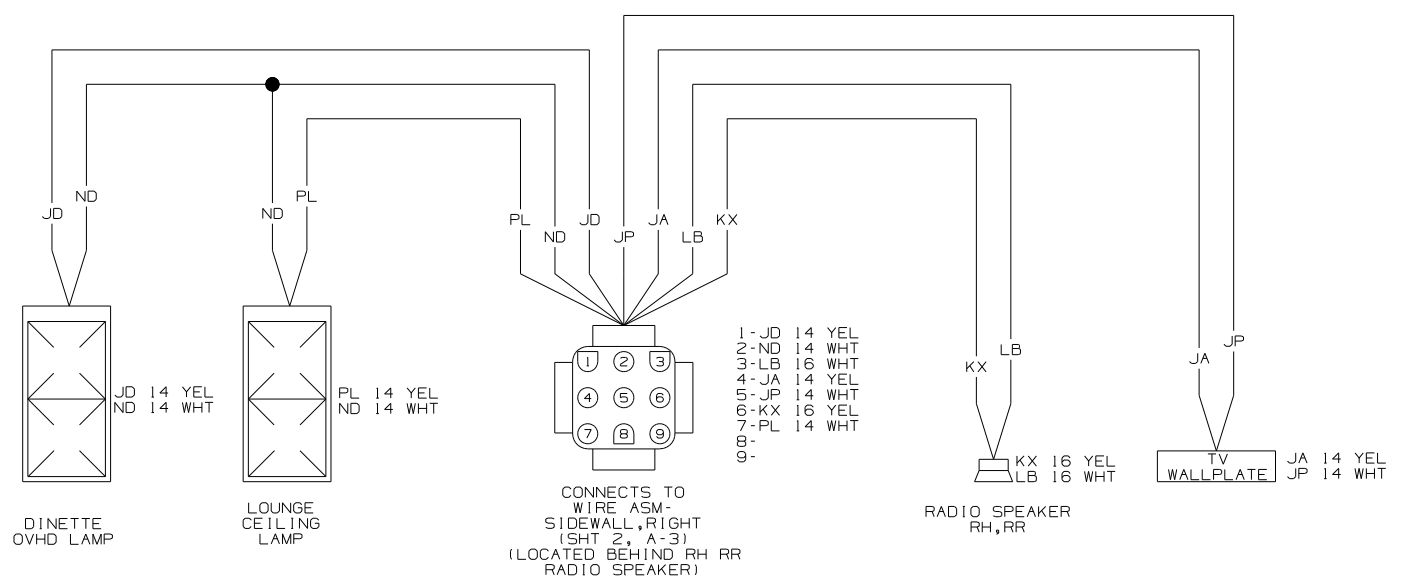 JD
ND
ND
PL
PL
ND
JD
JP
JA
LB
KX
KX
LB
JA
JP
JD 14 YEL
ND 14 WHT
PL 14 YEL
ND 14 WHT
1 2 3
4 5 6
7 8 9
1-JD 14 YEL
2-ND 14 WHT
3-LB 16 WHT
4-JA 14 YEL
5-JP 14 WHT
6-KX 16 YEL
7-PL 14 WHT
8-
9-
KX 16 YEL
LB 16 WHT
TV
WALLPLATE
JA 14 YEL
JP 14 WHT
DINETTE
OVHD LAMP
LOUNGE
CEILING
LAMP
CONNECTS TO
WIRE ASM-
SIDEWALL,RIGHT
(SHT 2, A-3)
(LOCATED BEHIND RH RR
RADIO SPEAKER)
RADIO SPEAKER
RH,RR